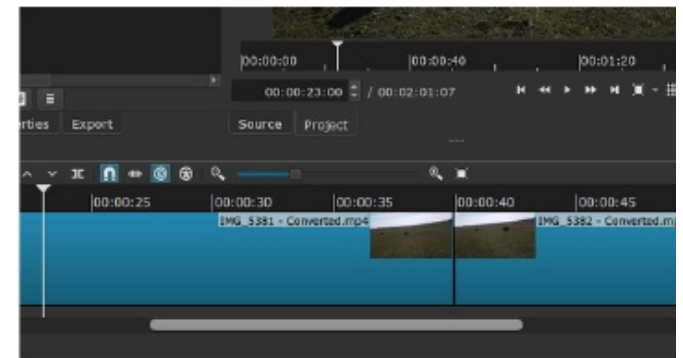 00:00:00 00:00:40 00:01:20
00:00:23:00 / 00:02:01:07
erties Export Source Project
00:00:25 00:00:30 00:00:35 00:00:40 00:00:45
IMG_5381 - Converted.mp4 IMG_5382 - Converted.m